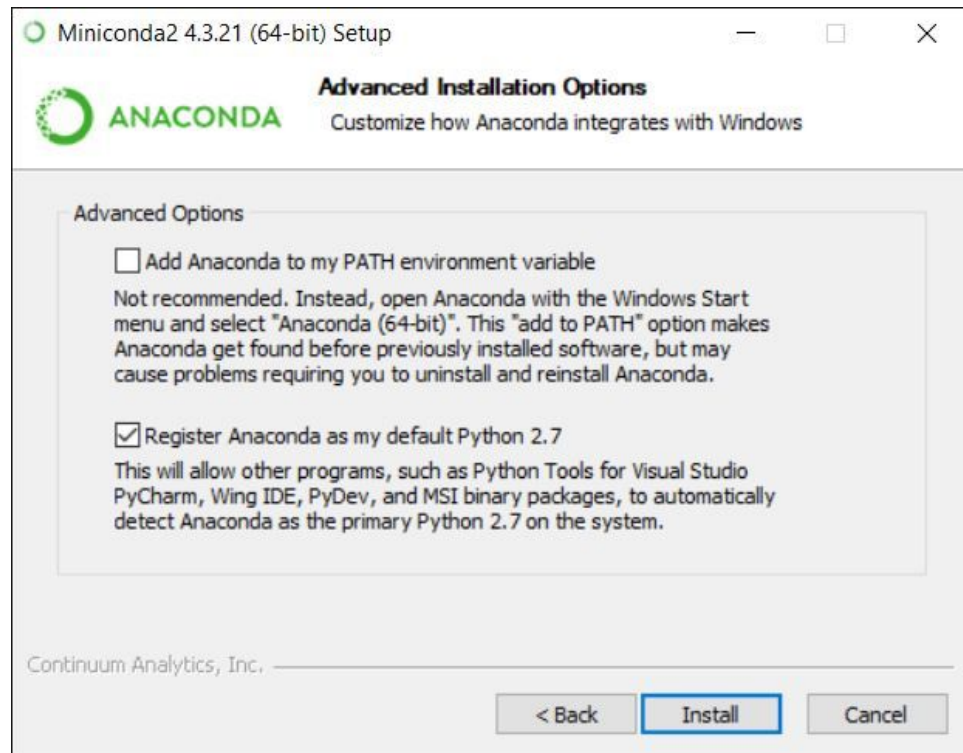 Miniconda2 4.3.21 (64-bit) Setup
ANACONDA
Advanced Installation Options
Customize how Anaconda integrates with Windows
Advanced Options
Add Anaconda to my PATH environment variable
Not recommended. Instead, open Anaconda with the Windows Start
menu and select "Anaconda (64-bit)". This "add to PATH" option makes
Anaconda get found before previously installed software, but may
cause problems requiring you to uninstall and reinstall Anaconda.
Register Anaconda as my default Python 2.7
This will allow other programs, such as Python Tools for Visual Studio
PyCharm, Wing IDE, PyDev, and MSI binary packages, to automatically
detect Anaconda as the primary Python 2.7 on the system.
Continuum Analytics, Inc.
< Back
Install
Cancel